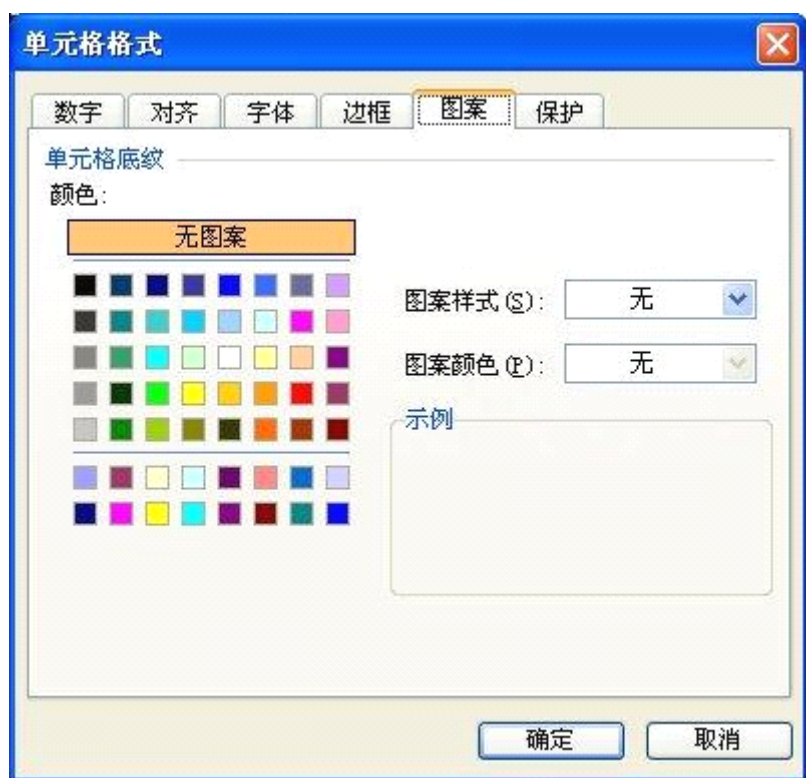 单元格格式
数字 对齐 字体 边框 图案 保护
单元格底纹
颜色:
无图案
图案样式(S): 无
图案颜色(P): 无
示例
确定 取消